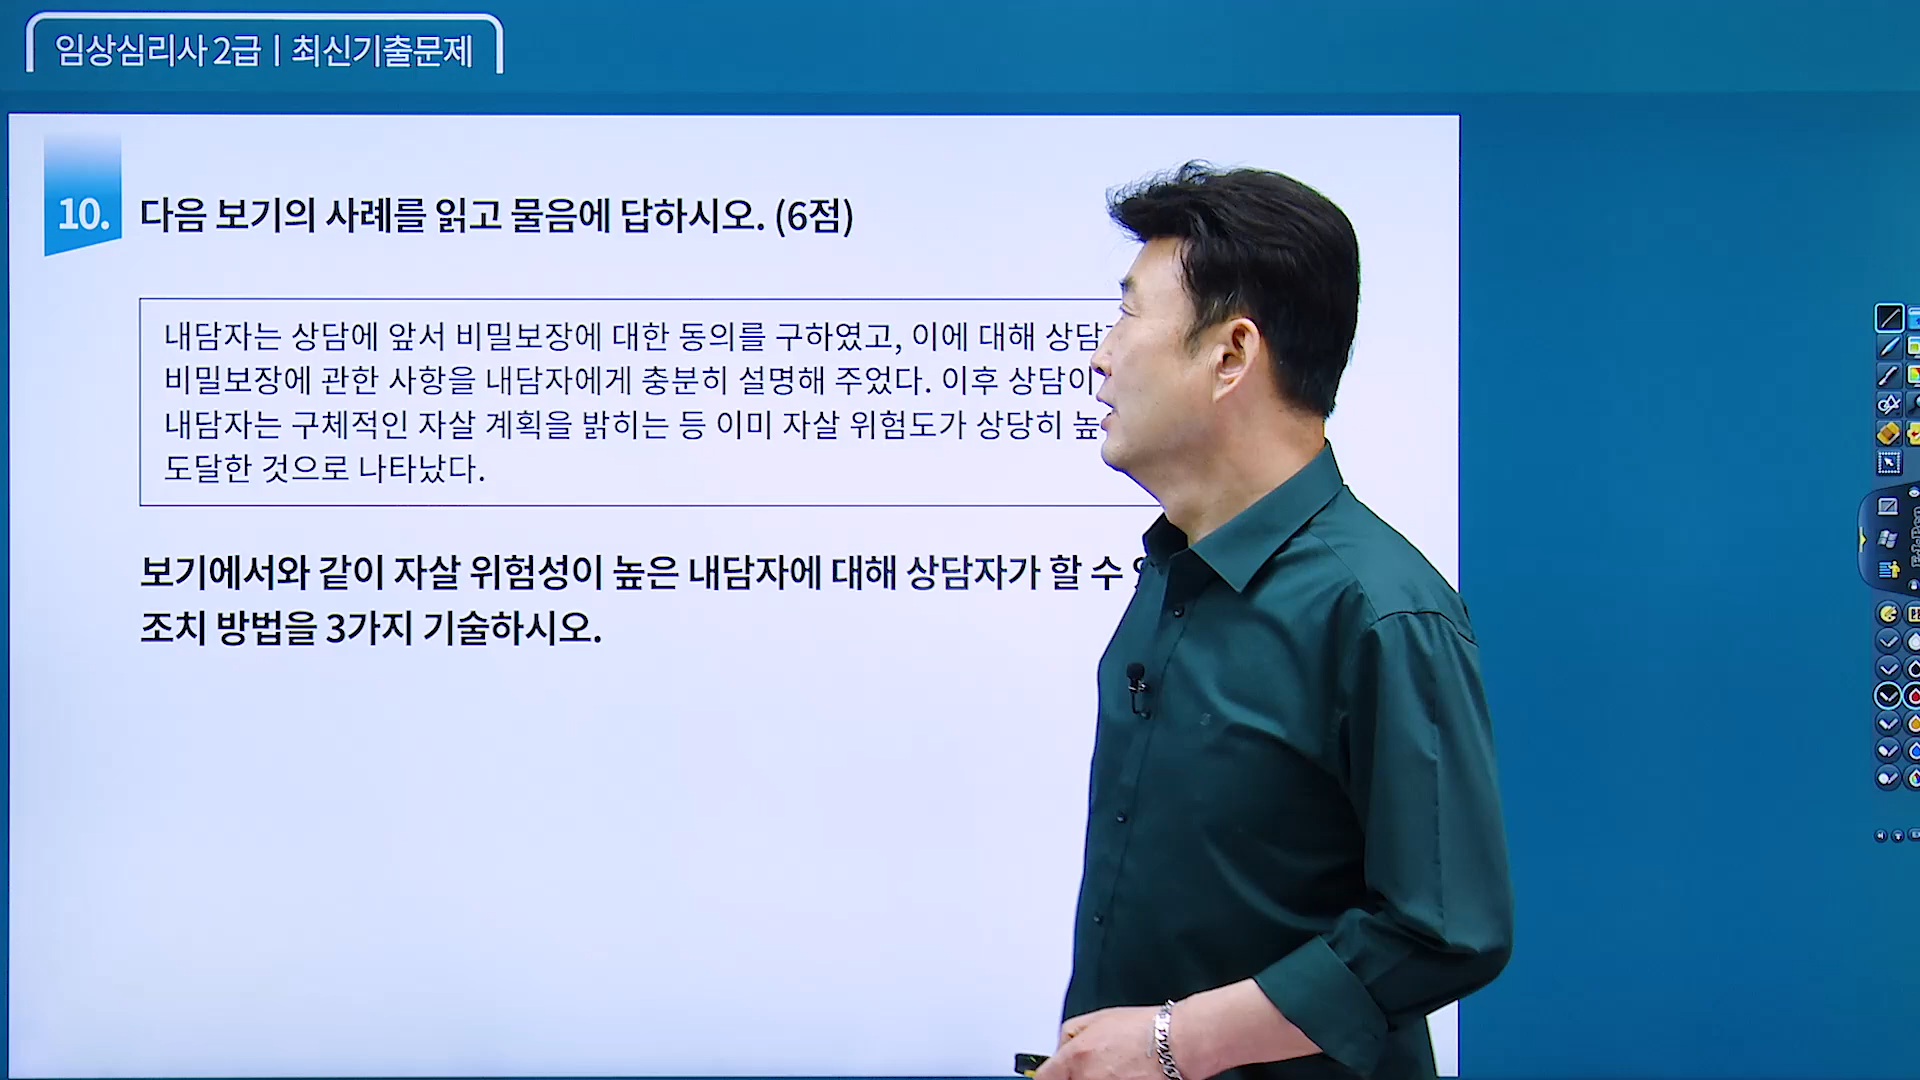 임상심리사 2급 | 최신기출문제
10. 다음 보기의 사례를 읽고 물음에 답하시오. (6점)
내담자는 상담에 앞서 비밀보장에 대한 동의를 구하였고, 이에 대해
비밀보장에 관한 사항을 내담자에게 충분히 설명해 주었다. 이후
내담자는 구체적인 자살 계획을 밝히는 등 이미 자살 위험도가 상당히
도달한 것으로 나타났다.
보기에서와 같이 자살 위험성이 높은 내담자에 대해 상담자가 할 수
조치 방법을 3가지 기술하시오.